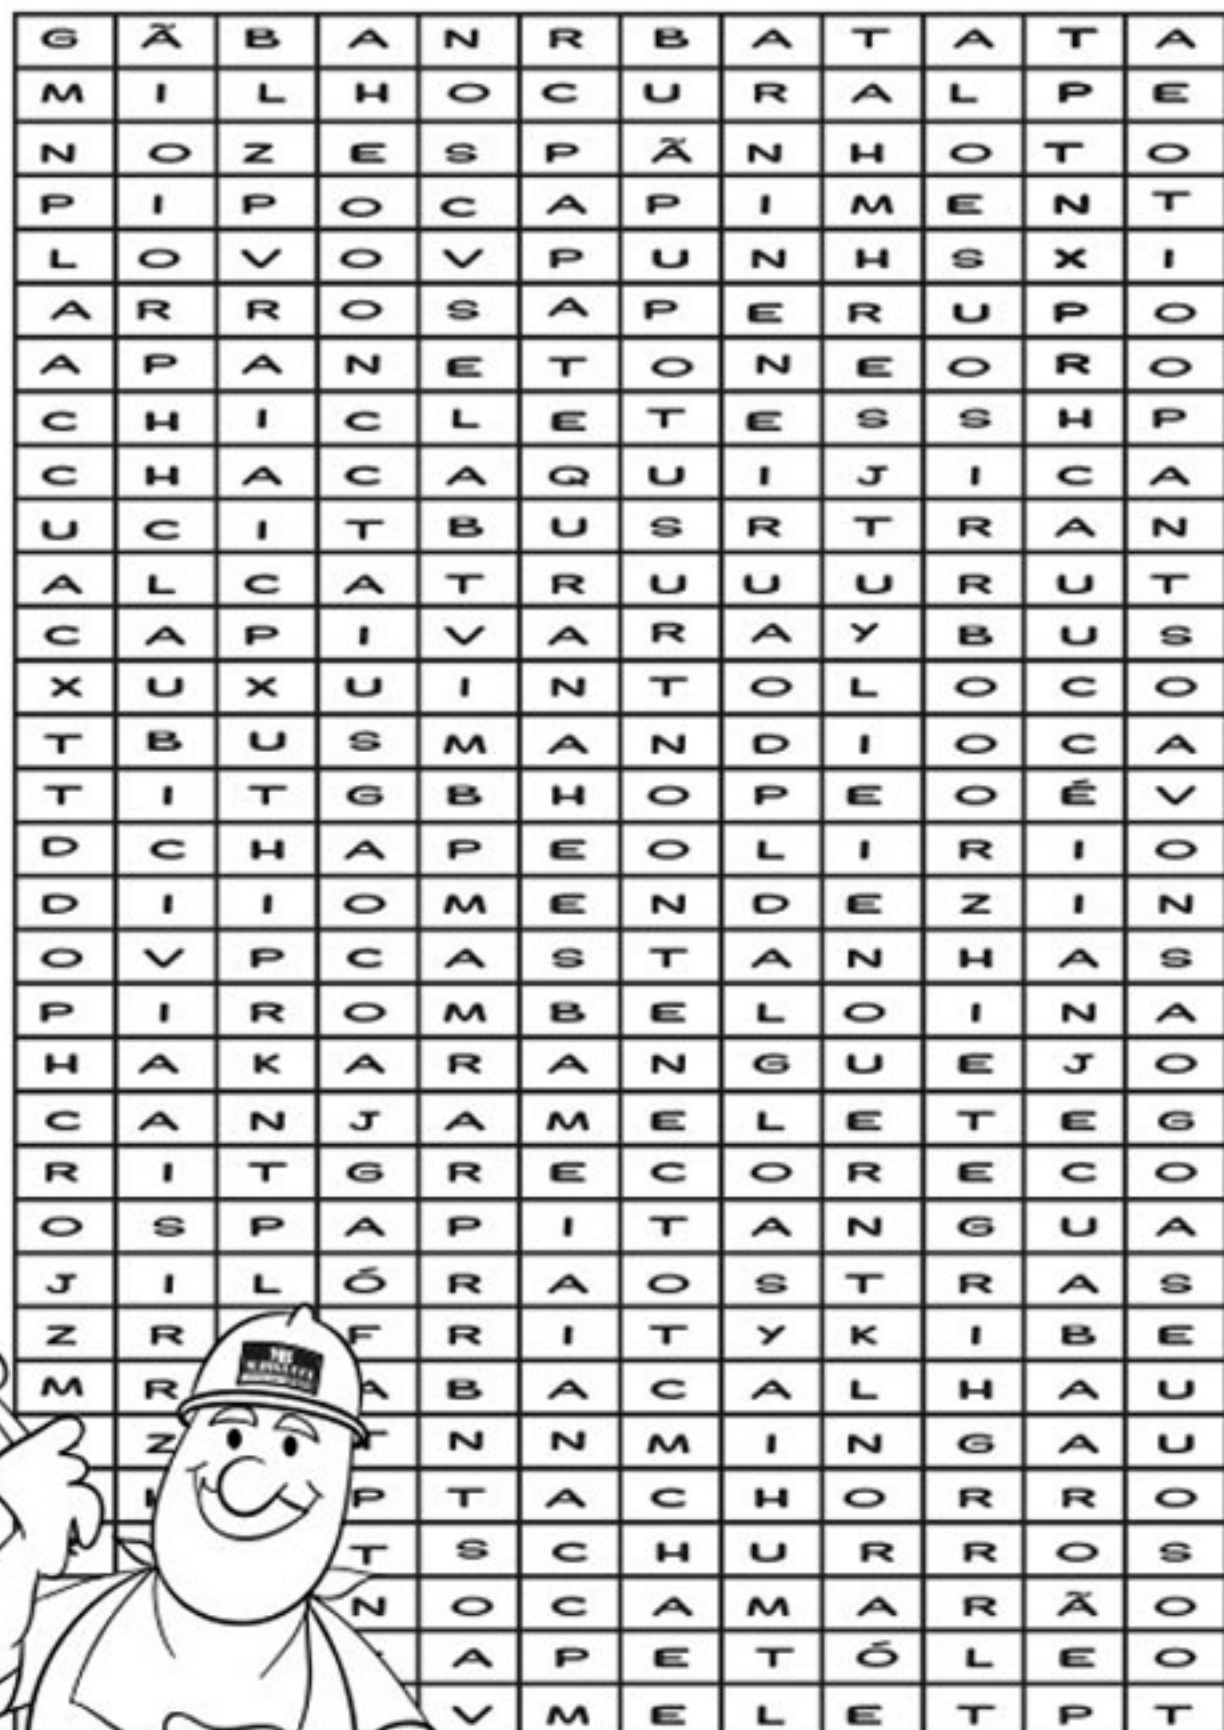 G Ã B A N R B A T A T A
M I L H O C U R A L P E
N O Z E S P Ã N H O T O
P I P O C A P I M E N T
L O V O V P U N H S X I
A R R O S A P E R U P O
A P A N E T O N E O R O
C H I C L E T E S S H P
C H A C A Q U I J I C A
U C I T B U S R T R A N
A L C A T R U U U R U T
C A P I V A R A Y B U S
X U X U I N T O L O C O
T B U S M A N D I O C A
T I T G B H O P E O É V
D C H A P E O L I R I O
D I I O M E N D E Z I N
O V P C A S T A N H A S
P I R O M B E L O I N A
H A K A R A N G U E J O
C A N J A M E L E T E G
R I T G R E C O R E C O
O S P A P I T A N G U A
J I L Ó R A O S T R A S
Z R F R I T Y K I B E
M R A B A C A L H A U
Z N N M I N G A U
P T A C H O R R O
T S C H U R R O S
N O C A M A R Ã O
A P E T Ó L E O
V M E L E T P T